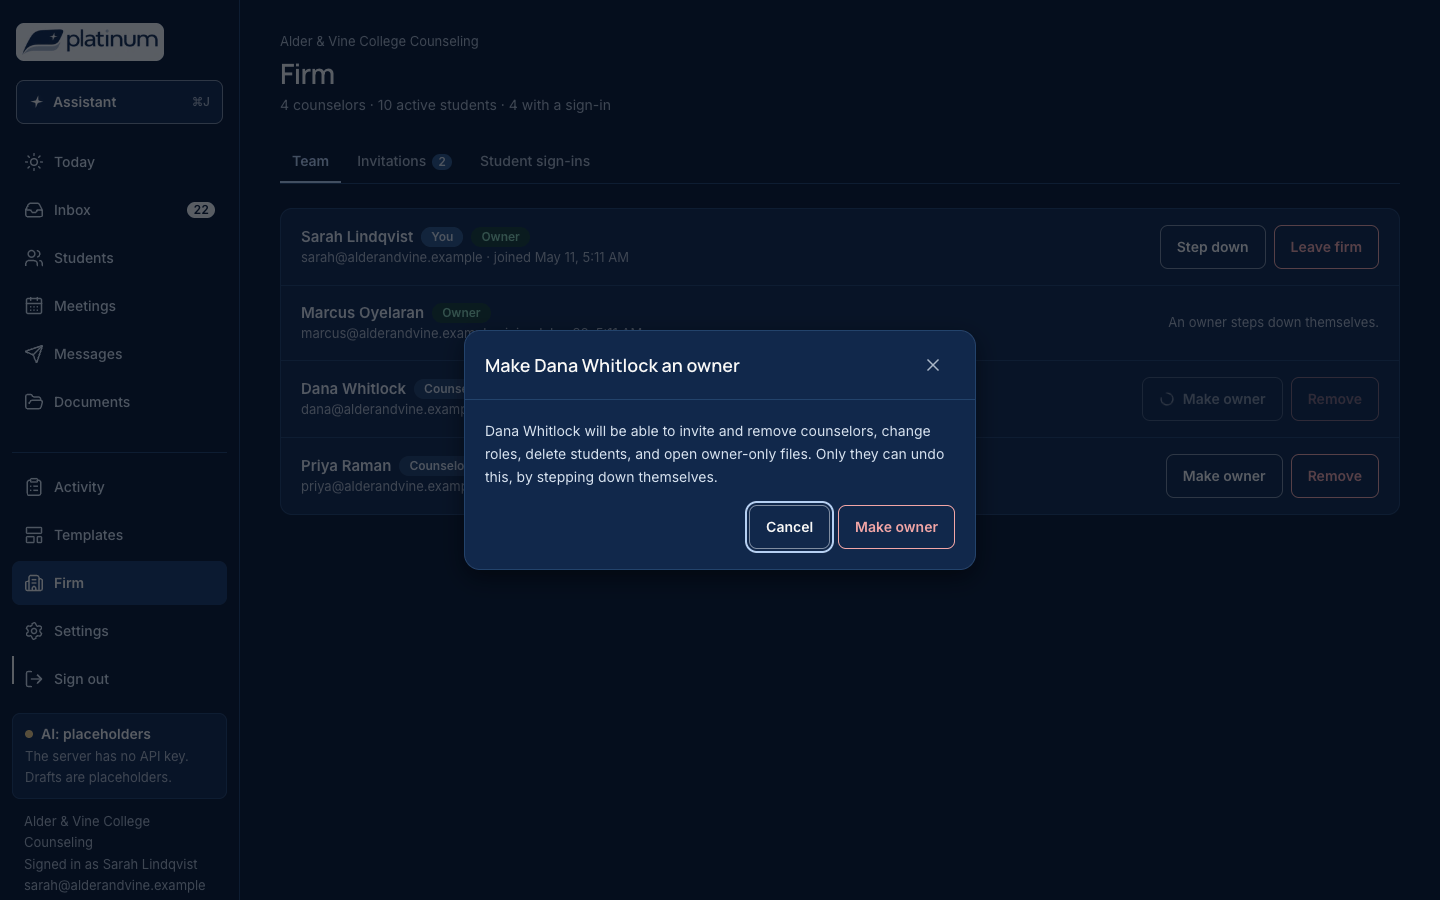 platinum
Assistant ⌘J
Today
Inbox 22
Students
Meetings
Messages
Documents
Activity
Templates
Firm
Settings
Sign out
AI: placeholders
The server has no API key.
Drafts are placeholders.
Alder & Vine College
Counseling
Signed in as Sarah Lindqvist
sarah@alderandvine.example
Alder & Vine College Counseling
Firm
4 counselors · 10 active students · 4 with a sign-in
Team Invitations 2 Student sign-ins
Sarah Lindqvist You Owner
sarah@alderandvine.example · joined May 11, 5:11 AM
Step down Leave firm
Marcus Oyelaran Owner
An owner steps down themselves.
Dana Whitlock
Make owner Remove
Priya Raman
Make owner Remove
Make Dana Whitlock an owner
Dana Whitlock will be able to invite and remove counselors, change
roles, delete students, and open owner-only files. Only they can undo
this, by stepping down themselves.
Cancel Make owner